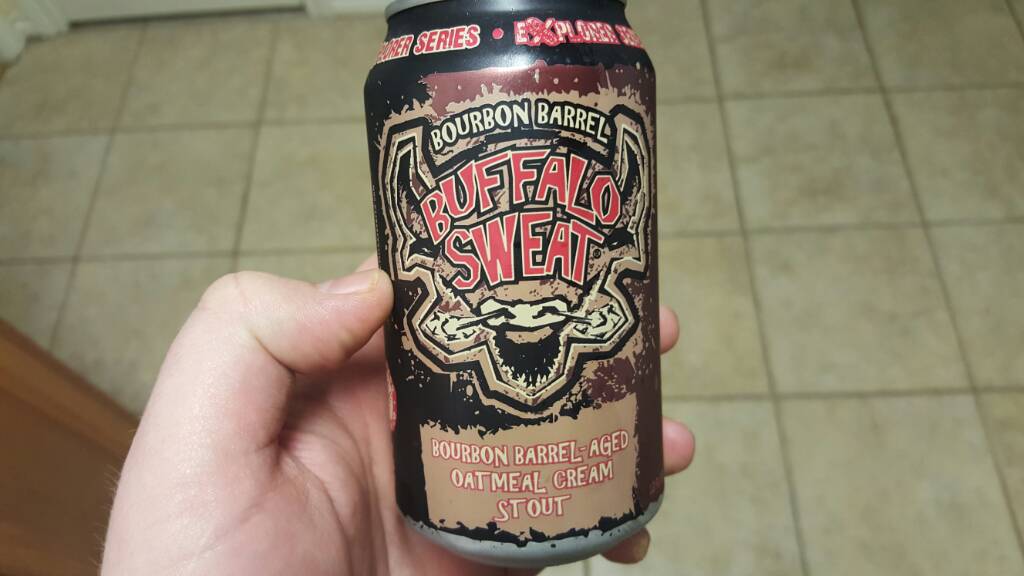 SERIES • EXPLORER
BOURBON BARREL
BUFFALO
SWEAT®
BOURBON BARREL-AGED
OATMEAL CREAM
STOUT